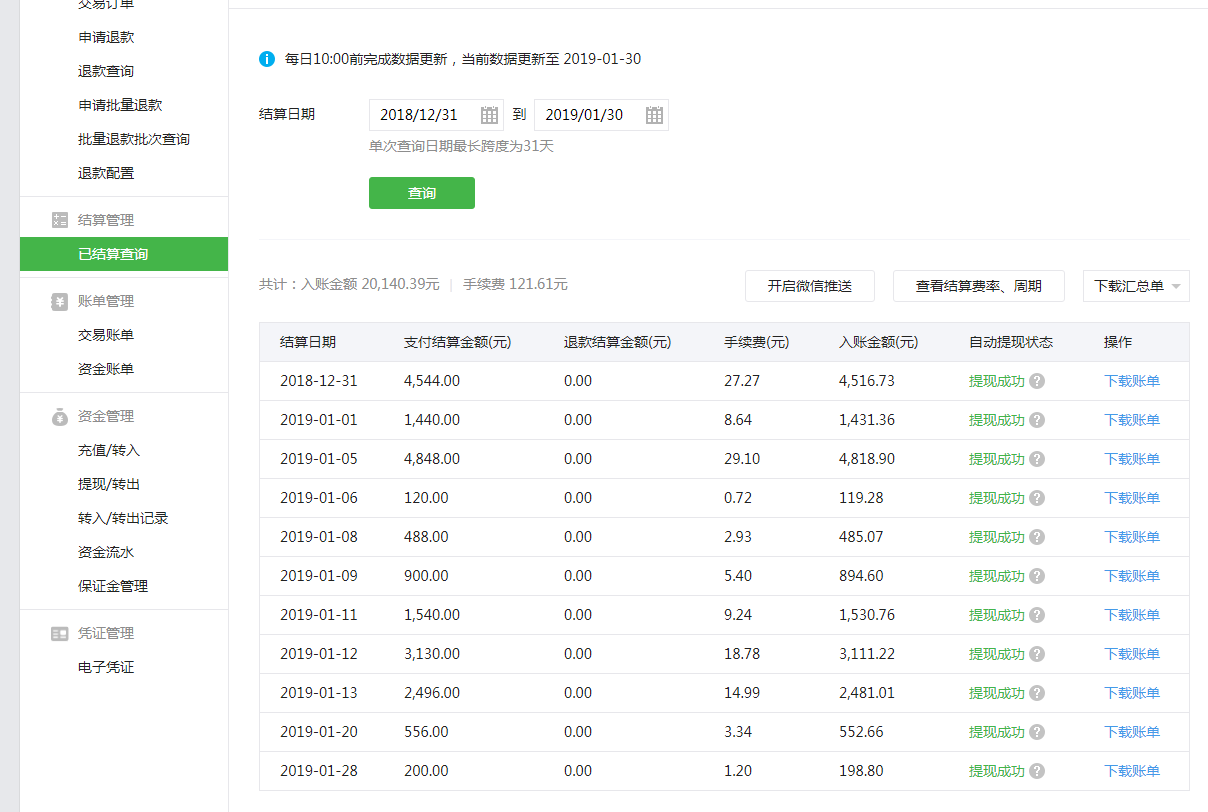 交易订单
申请退款
退款查询
申请批量退款
批量退款批次查询
退款配置
结算管理
已结算查询
账单管理
交易账单
资金账单
资金管理
充值/转入
提现/转出
转入/转出记录
资金流水
保证金管理
凭证管理
电子凭证
每日10:00前完成数据更新，当前数据更新至 2019-01-30
结算日期 2018/12/31 到 2019/01/30
单次查询日期最长跨度为31天
查询
共计：入账金额 20,140.39元 | 手续费 121.61元 开启微信推送 查看结算费率、周期 下载汇总单
结算日期 支付结算金额(元) 退款结算金额(元) 手续费(元) 入账金额(元) 自动提现状态 操作
2018-12-31 4,544.00 0.00 27.27 4,516.73 提现成功 ? 下载账单
2019-01-01 1,440.00 0.00 8.64 1,431.36 提现成功 ? 下载账单
2019-01-05 4,848.00 0.00 29.10 4,818.90 提现成功 ? 下载账单
2019-01-06 120.00 0.00 0.72 119.28 提现成功 ? 下载账单
2019-01-08 488.00 0.00 2.93 485.07 提现成功 ? 下载账单
2019-01-09 900.00 0.00 5.40 894.60 提现成功 ? 下载账单
2019-01-11 1,540.00 0.00 9.24 1,530.76 提现成功 ? 下载账单
2019-01-12 3,130.00 0.00 18.78 3,111.22 提现成功 ? 下载账单
2019-01-13 2,496.00 0.00 14.99 2,481.01 提现成功 ? 下载账单
2019-01-20 556.00 0.00 3.34 552.66 提现成功 ? 下载账单
2019-01-28 200.00 0.00 1.20 198.80 提现成功 ? 下载账单